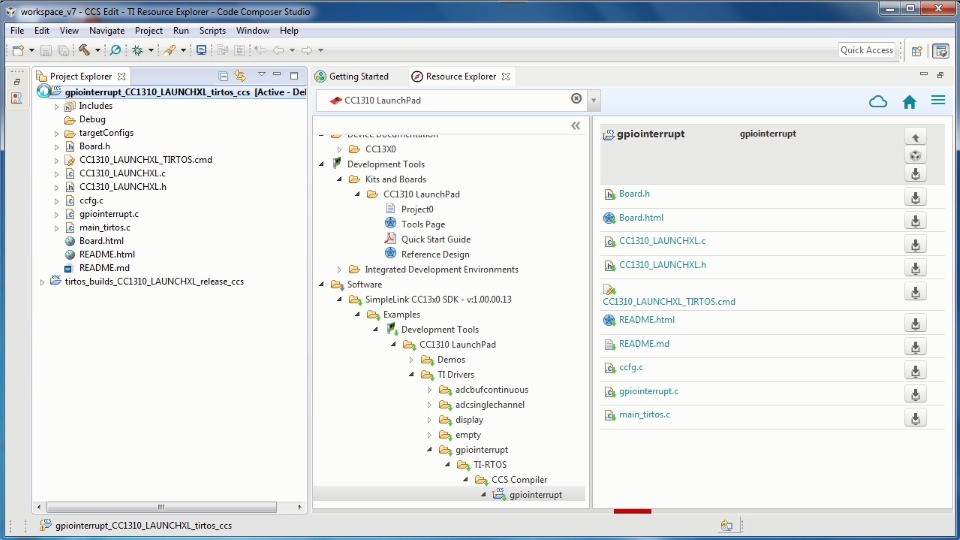 workspace_v7 - CCS Edit - TI Resource Explorer - Code Composer Studio
File Edit View Navigate Project Run Scripts Window Help
Quick Access
Project Explorer
gpiointerrupt_CC1310_LAUNCHXL_tirtos_ccs [Active - De
Includes
Debug
targetConfigs
Board.h
CC1310_LAUNCHXL_TIRTOS.cmd
CC1310_LAUNCHXL.c
CC1310_LAUNCHXL.h
ccfg.c
gpiointerrupt.c
main_tirtos.c
Board.html
README.html
README.md
tirtos_builds_CC1310_LAUNCHXL_release_ccs
Getting Started Resource Explorer
CC1310 LaunchPad
Device Documentation
CC13X0
Development Tools
Kits and Boards
CC1310 LaunchPad
Project0
Tools Page
Quick Start Guide
Reference Design
Integrated Development Environments
Software
SimpleLink CC13x0 SDK - v:1.00.00.13
Examples
Development Tools
CC1310 LaunchPad
Demos
TI Drivers
adcbufcontinuous
adcsinglechannel
display
empty
gpiointerrupt
TI-RTOS
CCS Compiler
gpiointerrupt
gpiointerrupt gpiointerrupt
Board.h
Board.html
CC1310_LAUNCHXL.c
CC1310_LAUNCHXL.h
CC1310_LAUNCHXL_TIRTOS.cmd
README.html
README.md
ccfg.c
gpiointerrupt.c
main_tirtos.c
gpiointerrupt_CC1310_LAUNCHXL_tirtos_ccs